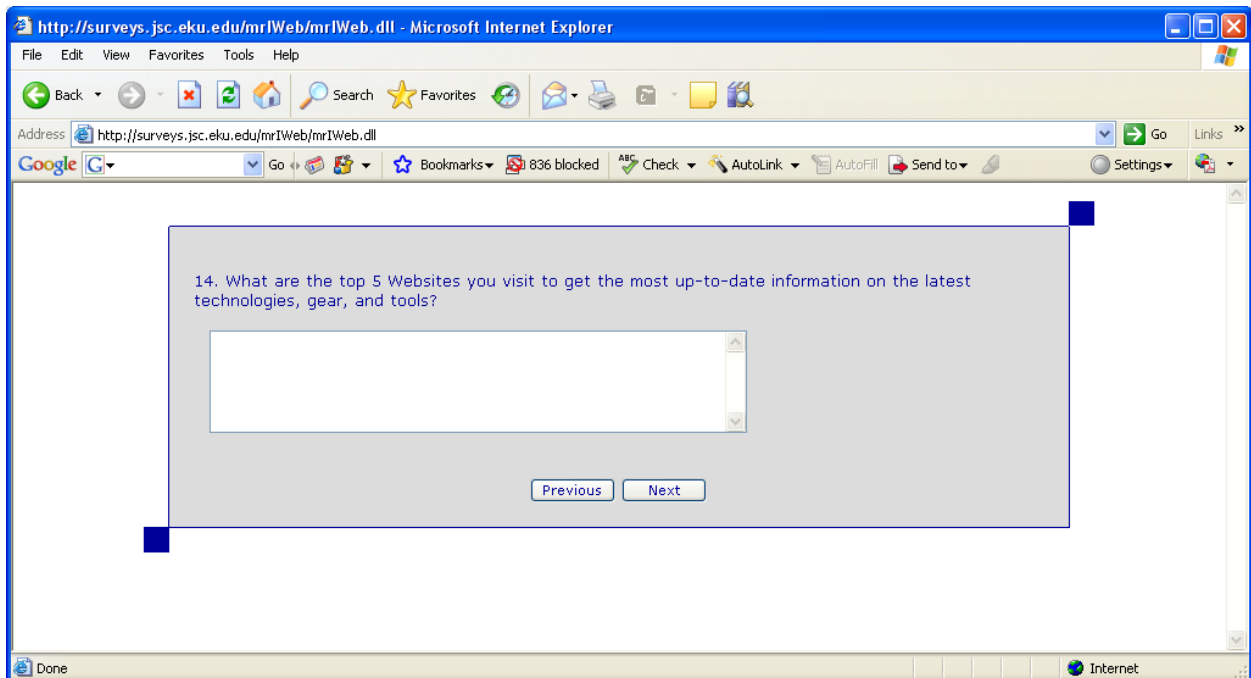 http://surveys.jsc.eku.edu/mrIWeb/mrIWeb.dll - Microsoft Internet Explorer
File Edit View Favorites Tools Help
Back Search Favorites
Address http://surveys.jsc.eku.edu/mrIWeb/mrIWeb.dll Go Links »
Google G Go Bookmarks 836 blocked ABC Check AutoLink AutoFill Send to Settings
14. What are the top 5 Websites you visit to get the most up-to-date information on the latest
technologies, gear, and tools?
Previous Next
Done Internet